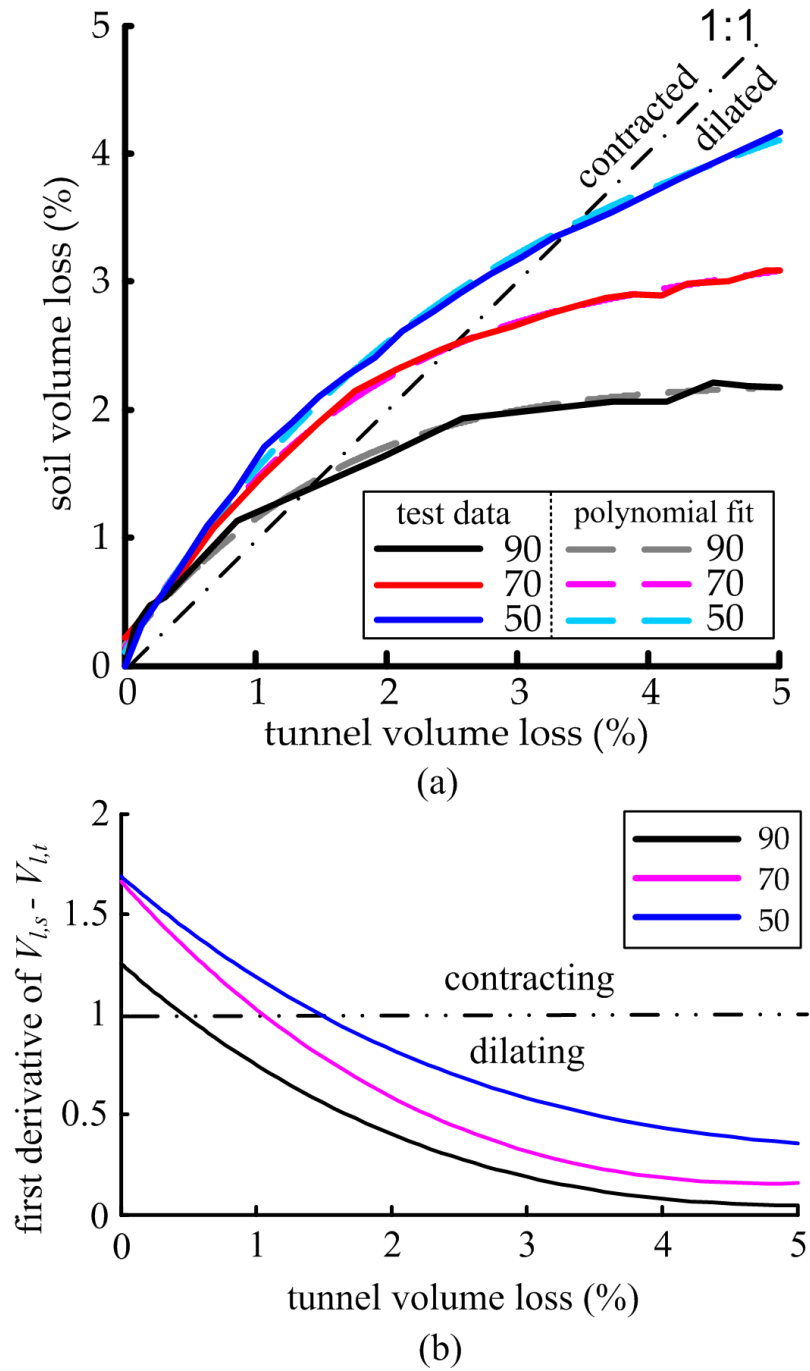 5
4
3
2
1
0
soil volume loss (%)
1:1
contracted
dilated
test data polynomial fit
90 90
70 70
50 50
0 1 2 3 4 5
tunnel volume loss (%)
(a)
2
1.5
1
0.5
0
first derivative of V_{l,s} - V_{l,t}
90
70
50
contracting
dilating
0 1 2 3 4 5
tunnel volume loss (%)
(b)